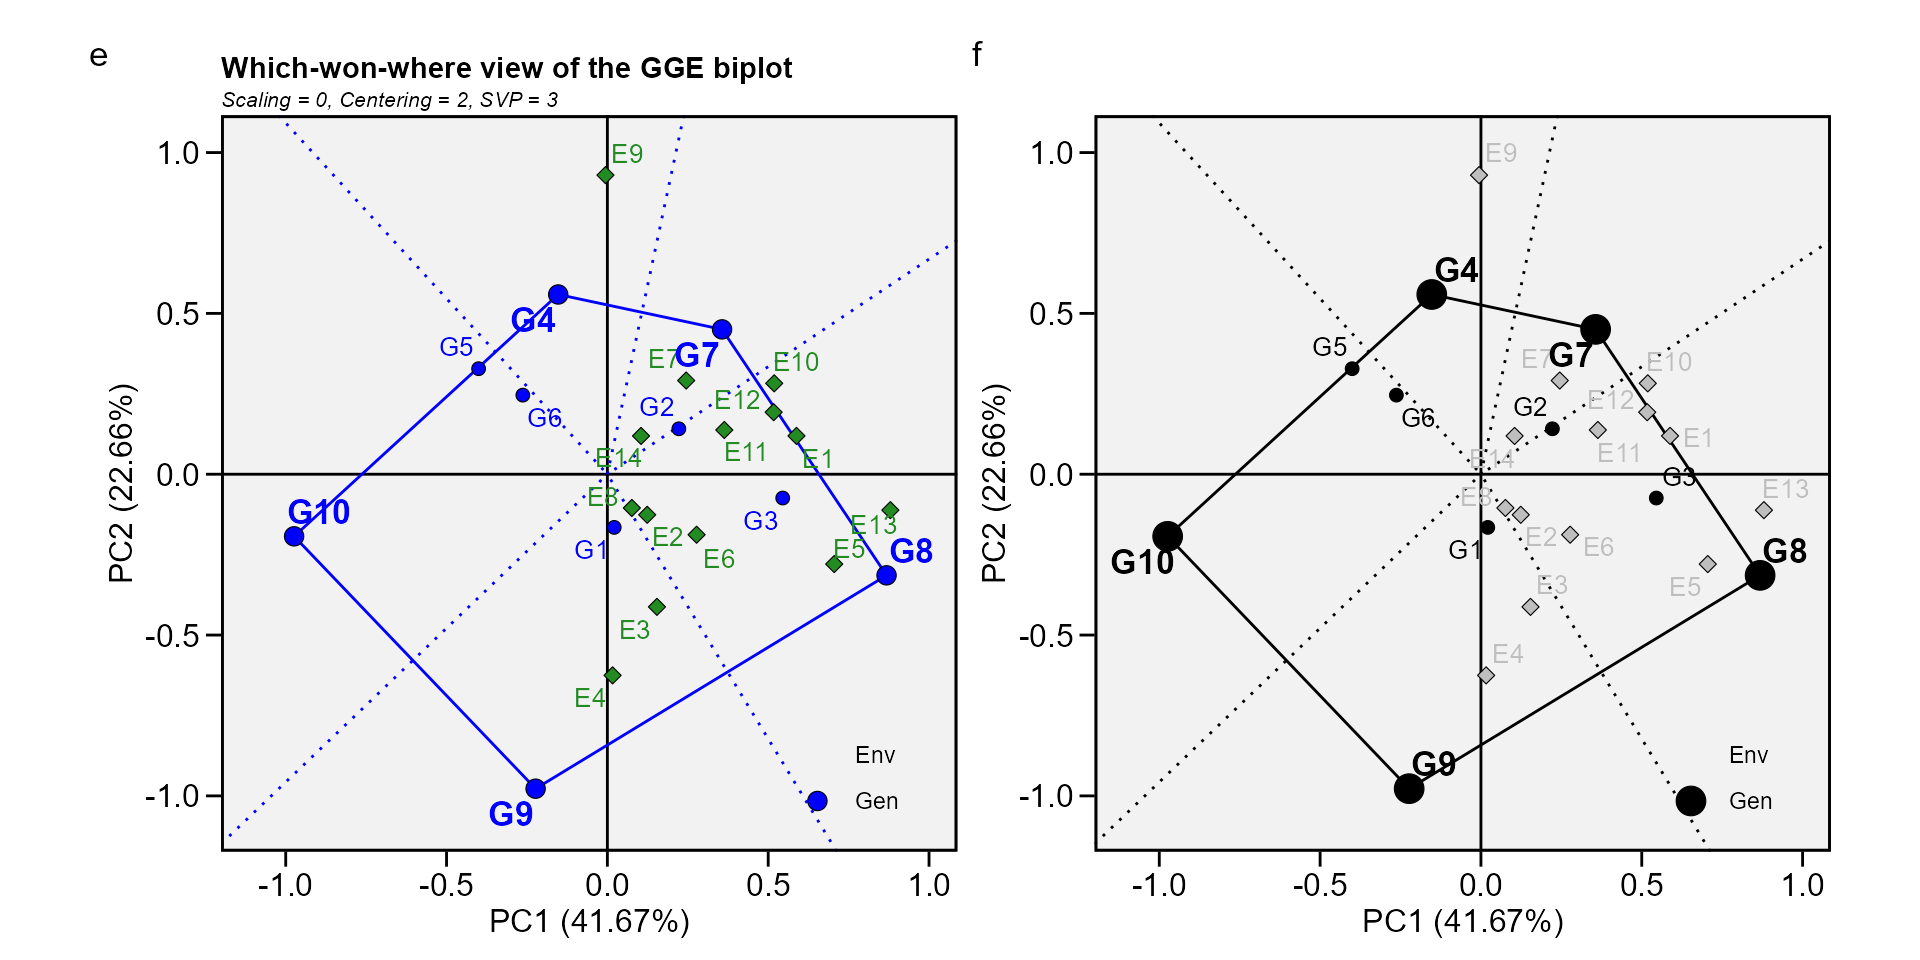 e
Which-won-where view of the GGE biplot
Scaling = 0, Centering = 2, SVP = 3
1.0
0.5
0.0
-0.5
-1.0
PC2 (22.66%)
E9
G4
G5
E7
G7
E10
G6
G2
E12
E14
E11
E1
G10
E8
G3
E13
G1
E2
E6
E5
G8
E3
E4
G9
Env
Gen
-1.0
-0.5
0.0
0.5
1.0
PC1 (41.67%)
f
1.0
0.5
0.0
-0.5
-1.0
PC2 (22.66%)
E9
G4
G5
E7
G7
E10
G6
G2
E12
E14
E11
E1
G3
E8
E13
G10
G1
E2
E6
G8
E3
E5
E4
G9
Env
Gen
-1.0
-0.5
0.0
0.5
1.0
PC1 (41.67%)